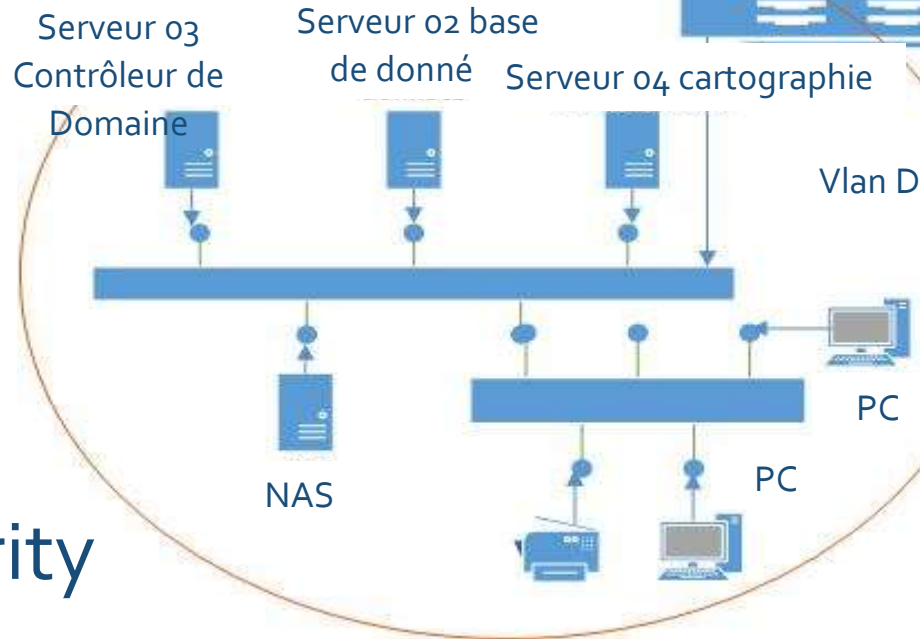 Serveur 03
Contrôleur de
Domaine
Serveur 02 base
de donné
Serveur 04 cartographie
Vlan D
PC
NAS
PC
rity